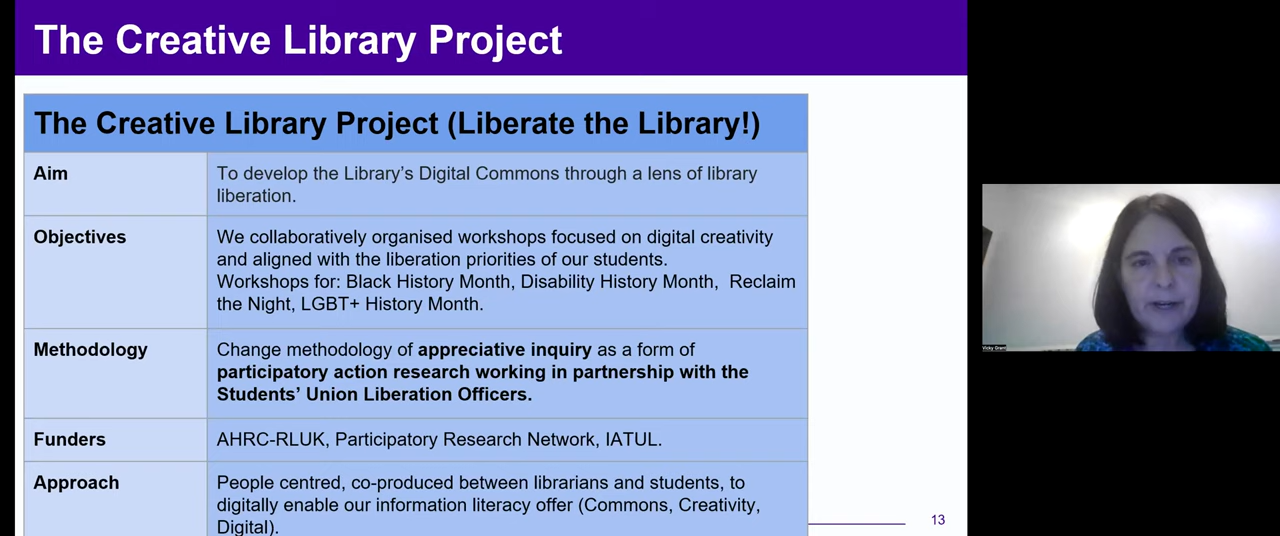 The Creative Library Project
The Creative Library Project (Liberate the Library!)
Aim
To develop the Library's Digital Commons through a lens of library
liberation.
Objectives
We collaboratively organised workshops focused on digital creativity
and aligned with the liberation priorities of our students.
Workshops for: Black History Month, Disability History Month, Reclaim
the Night, LGBT+ History Month.
Methodology
Change methodology of appreciative inquiry as a form of
participatory action research working in partnership with the
Students' Union Liberation Officers.
Funders
AHRC-RLUK, Participatory Research Network, IATUL.
Approach
People centred, co-produced between librarians and students, to
digitally enable our information literacy offer (Commons, Creativity,
Digital).
13
Vicky Grant